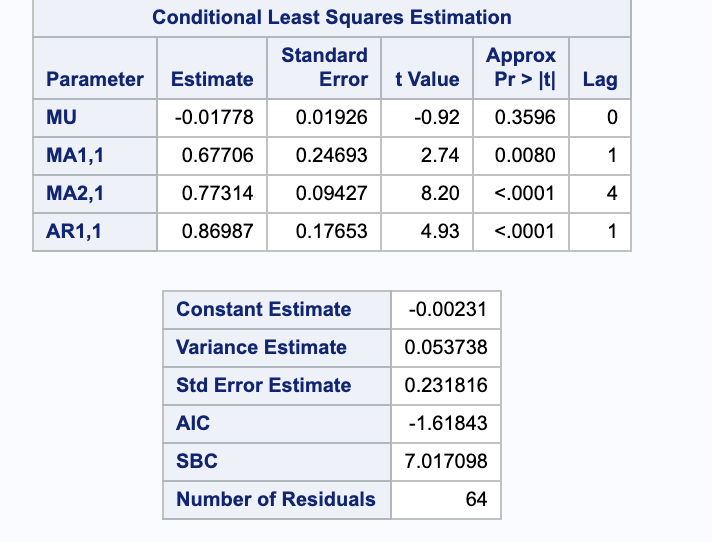 Conditional Least Squares Estimation
Parameter Estimate Standard Error t Value Approx Pr > |t| Lag
MU -0.01778 0.01926 -0.92 0.3596 0
MA1,1 0.67706 0.24693 2.74 0.0080 1
MA2,1 0.77314 0.09427 8.20 <.0001 4
AR1,1 0.86987 0.17653 4.93 <.0001 1
Constant Estimate -0.00231
Variance Estimate 0.053738
Std Error Estimate 0.231816
AIC -1.61843
SBC 7.017098
Number of Residuals 64